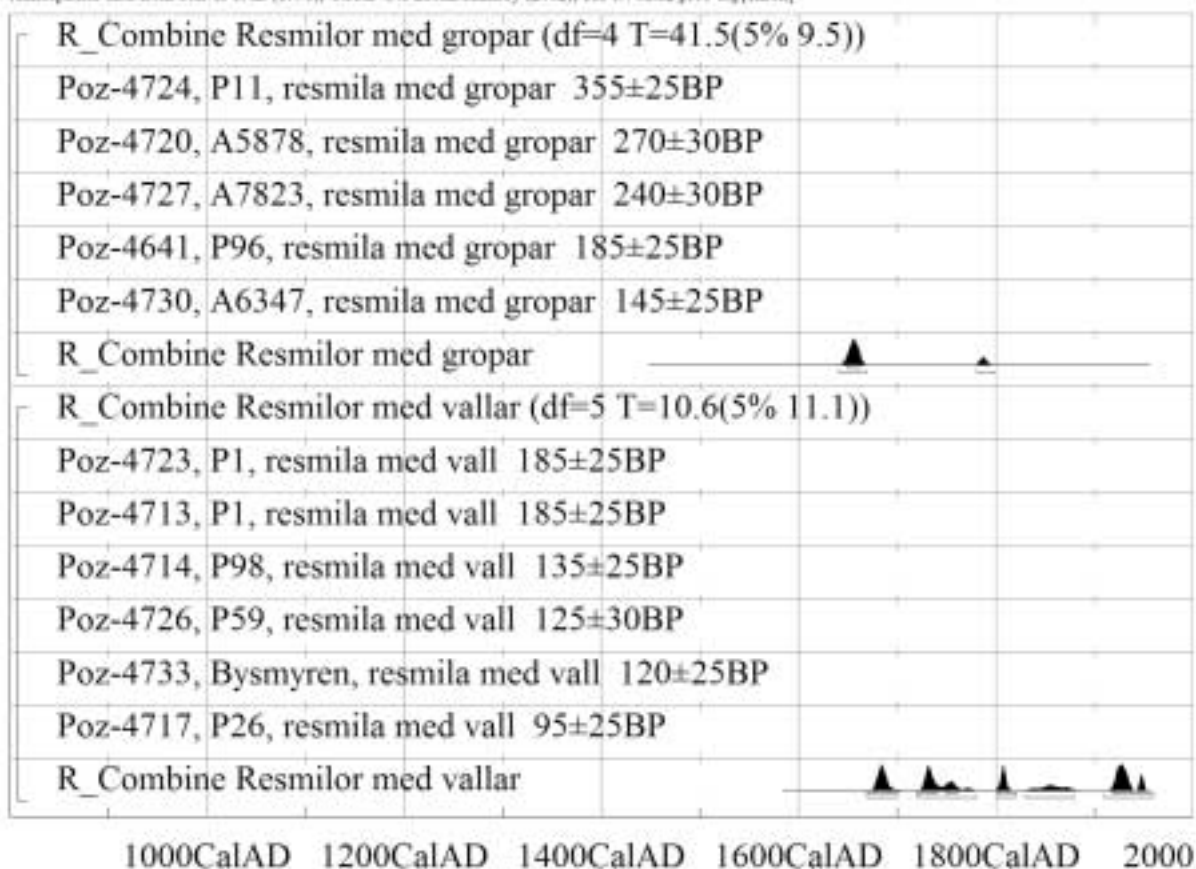 R_Combine Resmilor med gropar (df=4 T=41.5(5% 9.5))
Poz-4724, P11, resmila med gropar 355±25BP
Poz-4720, A5878, resmila med gropar 270±30BP
Poz-4727, A7823, resmila med gropar 240±30BP
Poz-4641, P96, resmila med gropar 185±25BP
Poz-4730, A6347, resmila med gropar 145±25BP
R_Combine Resmilor med gropar
R_Combine Resmilor med vallar (df=5 T=10.6(5% 11.1))
Poz-4723, P1, resmila med vall 185±25BP
Poz-4713, P1, resmila med vall 185±25BP
Poz-4714, P98, resmila med vall 135±25BP
Poz-4726, P59, resmila med vall 125±30BP
Poz-4733, Bysmyren, resmila med vall 120±25BP
Poz-4717, P26, resmila med vall 95±25BP
R_Combine Resmilor med vallar
1000CalAD 1200CalAD 1400CalAD 1600CalAD 1800CalAD 2000